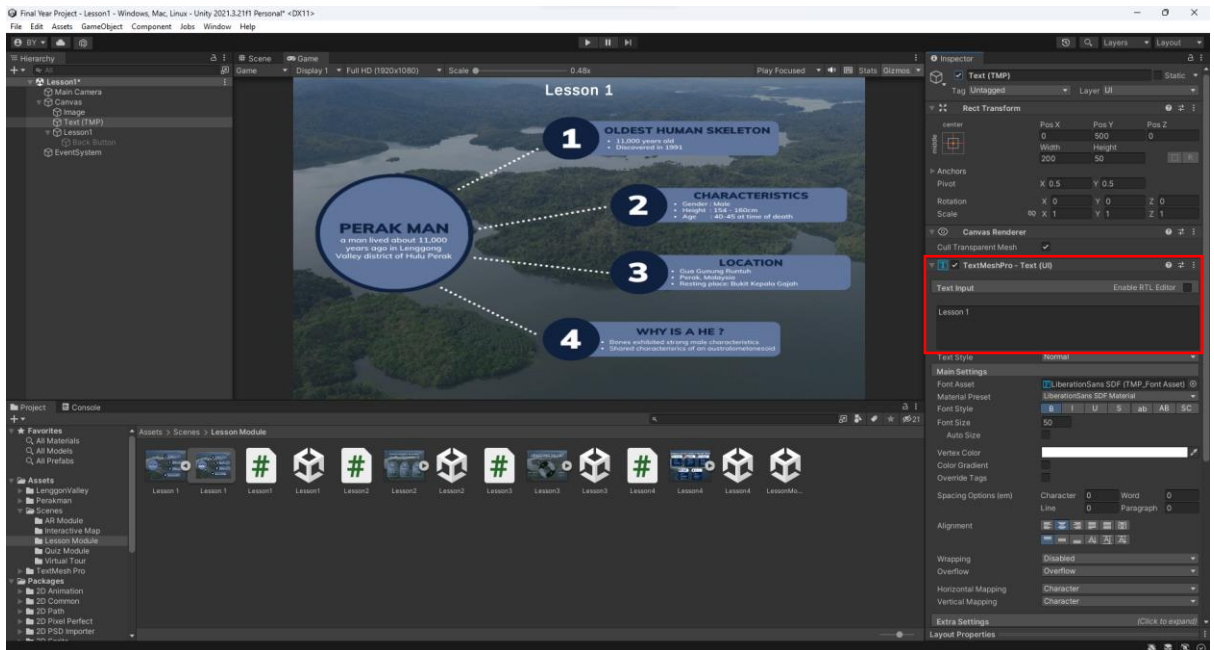 Final Year Project - Lesson1 - Windows, Mac, Linux - Unity 2021.3.21f1 Personal* <DX11>
File Edit Assets GameObject Component Jobs Window Help
BY
Layers Layout
Hierarchy
All
Lesson1*
Main Camera
Canvas
Image
Text (TMP)
Lesson1
Back Button
EventSystem
Scene Game
Game Display 1 Full HD (1920x1080) Scale 0.48x Play Focused Stats Gizmos
Lesson 1
1
OLDEST HUMAN SKELETON
• 11,000 years old
• Discovered in 1991
2
CHARACTERISTICS
• Gender : Male
• Height : 154 - 160cm
• Age : 40-45 at time of death
PERAK MAN
a man lived about 11,000
years ago in Lenggong
Valley district of Hulu Perak
3
LOCATION
• Gua Gunung Runtuh
• Perak, Malaysia
• Resting place: Bukit Kepala Gajah
4
WHY IS A HE ?
• Bones exhibited strong male characteristics
• Shared characteristics of an australomelanesoid
Inspector
Text (TMP) Static
Tag Untagged Layer UI
Rect Transform
center Pos X Pos Y Pos Z
middle 0 500 0
Width Height
200 50 R
Anchors
Pivot X 0.5 Y 0.5
Rotation X 0 Y 0 Z 0
Scale X 1 Y 1 Z 1
Canvas Renderer
Cull Transparent Mesh
TextMeshPro - Text (UI)
Text Input Enable RTL Editor
Lesson 1
Text Style Normal
Main Settings
Font Asset LiberationSans SDF (TMP_Font Asset)
Material Preset LiberationSans SDF Material
Font Style B I U S ab AB SC
Font Size 50
Auto Size
Vertex Color
Color Gradient
Override Tags
Spacing Options (em) Character 0 Word 0
Line 0 Paragraph 0
Alignment
Wrapping Disabled
Overflow Overflow
Horizontal Mapping Character
Vertical Mapping Character
Extra Settings (Click to expand)
Layout Properties
Project Console
21
Favorites
All Materials
All Models
All Prefabs
Assets
LenggonValley
Perakman
Scenes
AR Module
Interactive Map
Lesson Module
Quiz Module
Virtual Tour
TextMesh Pro
Packages
2D Animation
2D Common
2D Path
2D Pixel Perfect
2D PSD Importer
Assets > Scenes > Lesson Module
Lesson 1 Lesson 1 Lesson1 Lesson1 Lesson2 Lesson2 Lesson2 Lesson3 Lesson3 Lesson3 Lesson4 Lesson4 Lesson4 LessonMo...